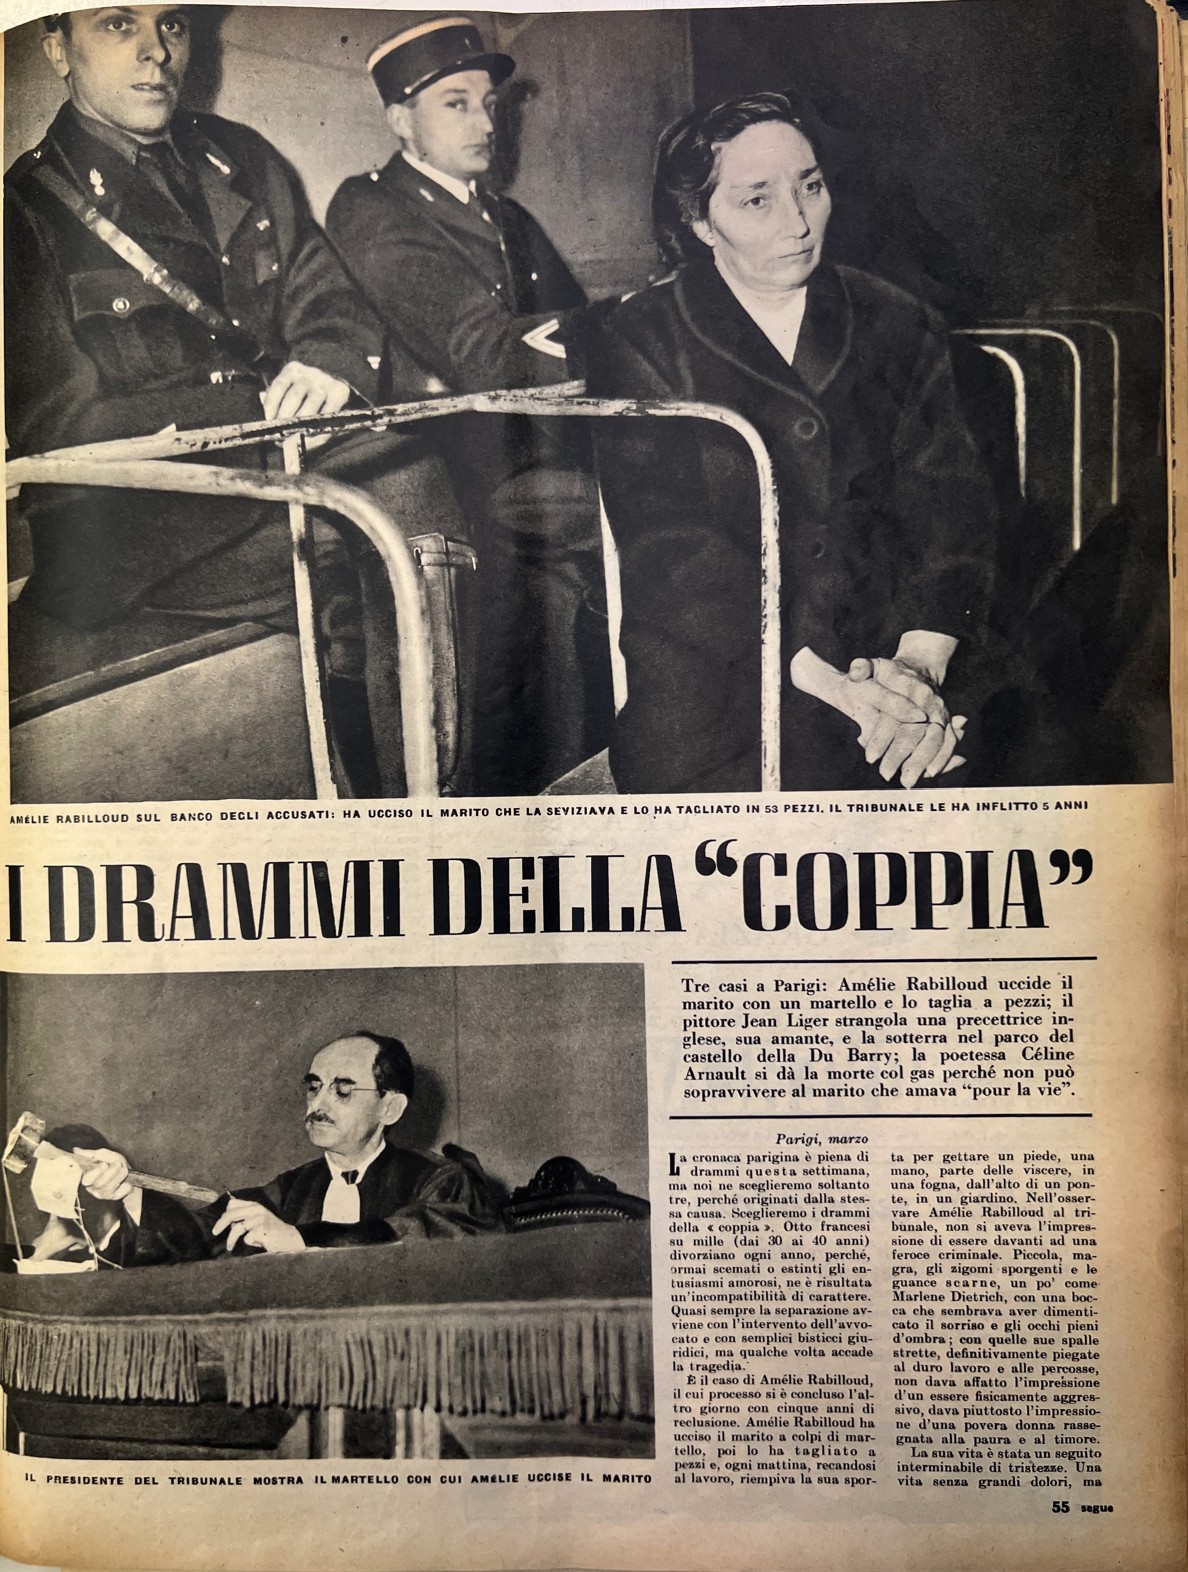 AMÉLIE RABILLOUD SUL BANCO DEGLI ACCUSATI: HA UCCISO IL MARITO CHE LA SEVIZIAVA E LO HA TAGLIATO IN 53 PEZZI. IL TRIBUNALE LE HA INFLITTO 5 ANNI
I DRAMMI DELLA “COPPIA”
Tre casi a Parigi: Amélie Rabilloud uccide il
marito con un martello e lo taglia a pezzi; il
pittore Jean Liger strangola una precettrice in-
glese, sua amante, e la sotterra nel parco del
castello della Du Barry; la poetessa Céline
Arnault si dà la morte col gas perché non può
sopravvivere al marito che amava “pour la vie”.
Parigi, marzo
La cronaca parigina è piena di
drammi questa settimana,
ma noi ne sceglieremo soltanto
tre, perché originati dalla stes-
sa causa. Sceglieremo i drammi
della « coppia ». Otto francesi
su mille (dai 30 ai 40 anni)
divorziano ogni anno, perché,
ormai scemati o estinti gli en-
tusiasmi amorosi, ne è risultata
un'incompatibilità di carattere.
Quasi sempre la separazione av-
viene con l'intervento dell'avvo-
cato e con semplici bisticci giu-
ridici, ma qualche volta accade
la tragedia.
È il caso di Amélie Rabilloud,
il cui processo si è concluso l'al-
tro giorno con cinque anni di
reclusione. Amélie Rabilloud ha
ucciso il marito a colpi di mar-
tello, poi lo ha tagliato a
pezzi e, ogni mattina, recandosi
al lavoro, riempiva la sua spor-
ta per gettare un piede, una
mano, parte delle viscere, in
una fogna, dall'alto di un pon-
te, in un giardino. Nell'osser-
vare Amélie Rabilloud al tri-
bunale, non si aveva l'impres-
sione di essere davanti ad una
feroce criminale. Piccola, ma-
gra, gli zigomi sporgenti e le
guance scarne, un po' come
Marlene Dietrich, con una boc-
ca che sembrava aver dimenti-
cato il sorriso e gli occhi pieni
d'ombra; con quelle sue spalle
strette, definitivamente piegate
al duro lavoro e alle percosse,
non dava affatto l'impressione
d'un essere fisicamente aggres-
sivo, dava piuttosto l'impressio-
ne d'una povera donna rasse-
gnata alla paura e al timore.
La sua vita è stata un seguito
interminabile di tristezze. Una
vita senza grandi dolori, ma
IL PRESIDENTE DEL TRIBUNALE MOSTRA IL MARTELLO CON CUI AMÉLIE UCCISE IL MARITO
55 segue